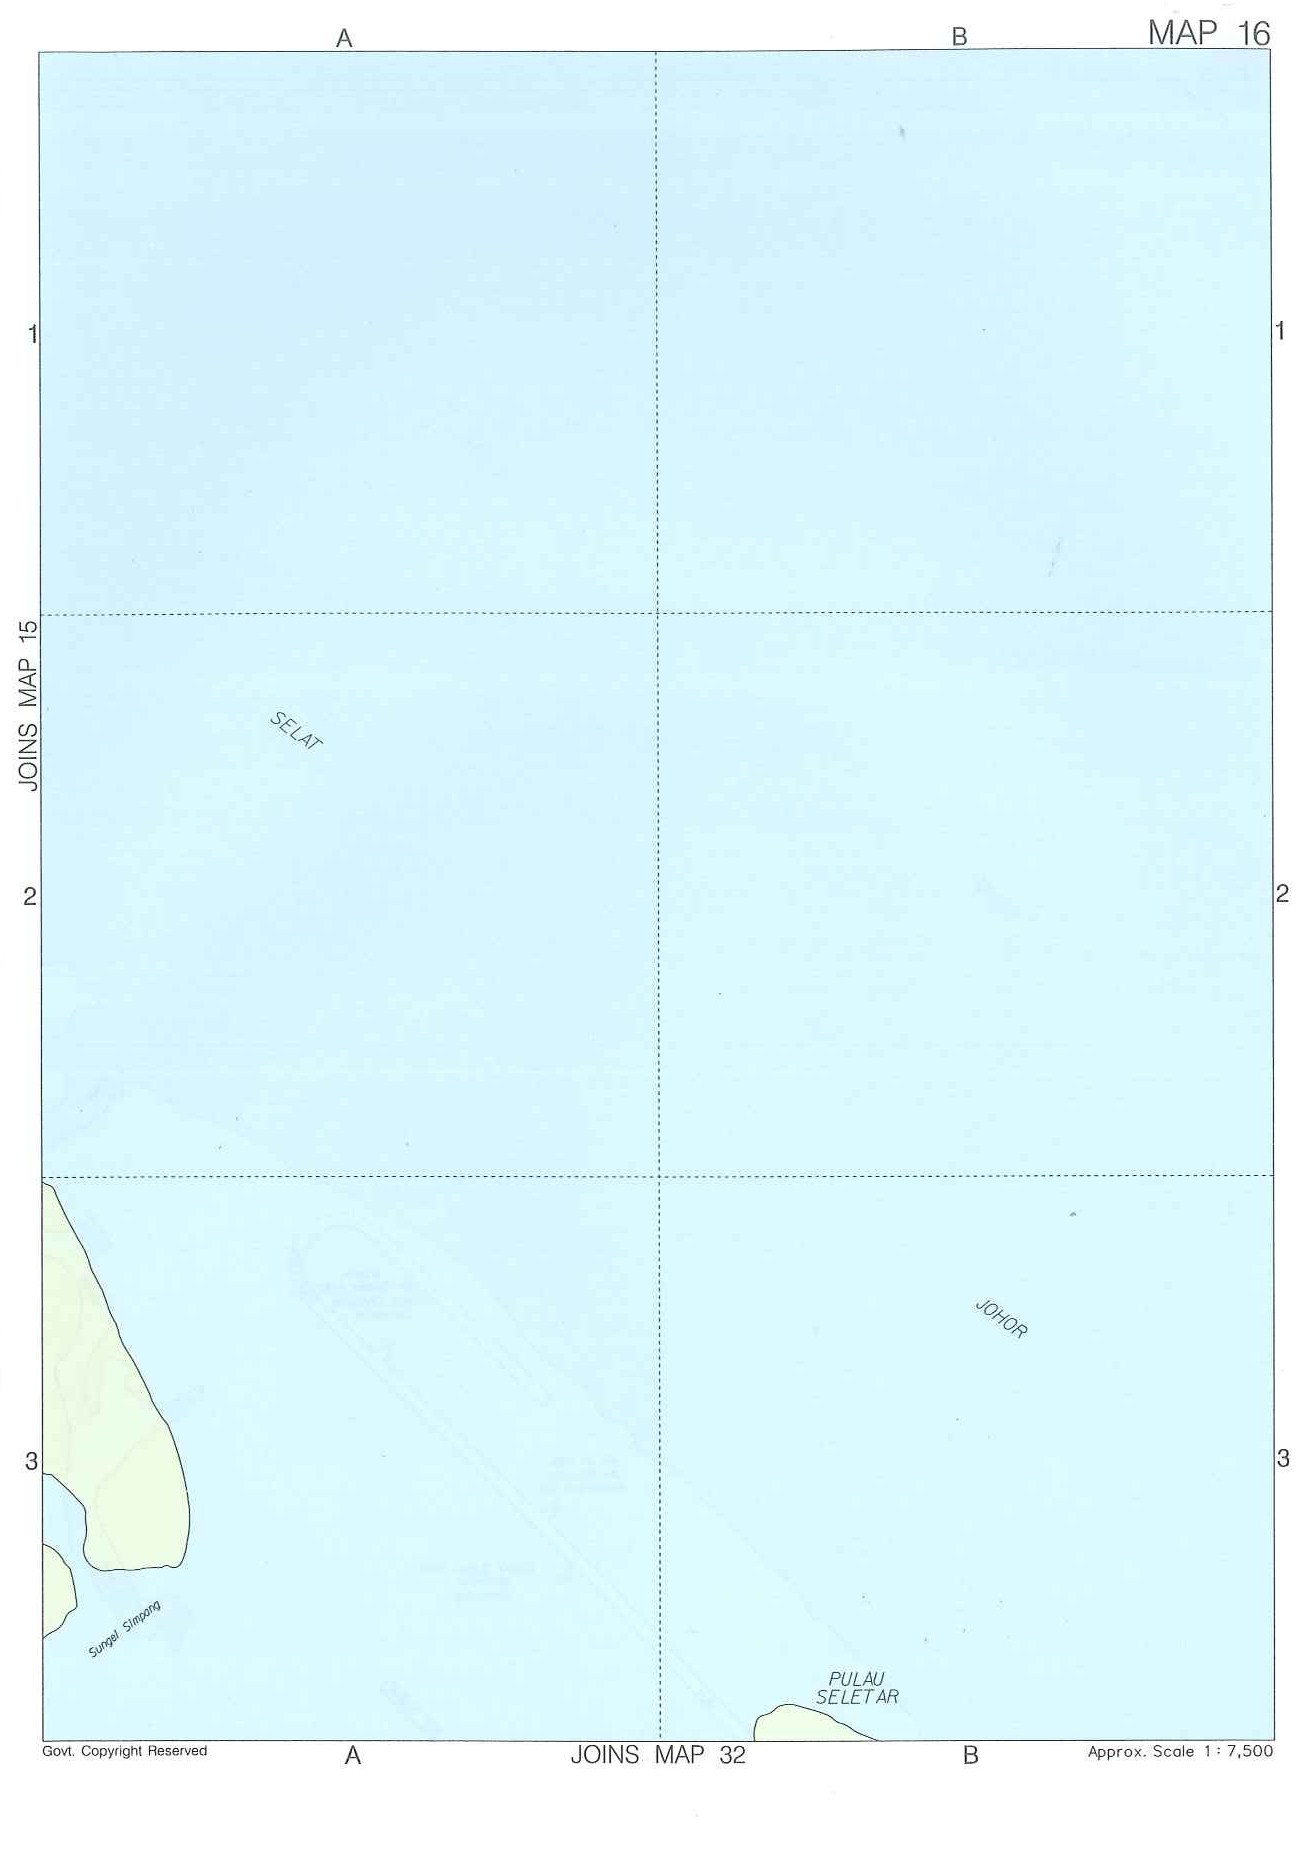 MAP 16
A
B
1
1
JOINS MAP 15
SELAT
2
2
JOHOR
3
3
Sungei Simpang
PULAU
SELETAR
Govt. Copyright Reserved
A
JOINS MAP 32
B
Approx. Scale 1 : 7,500